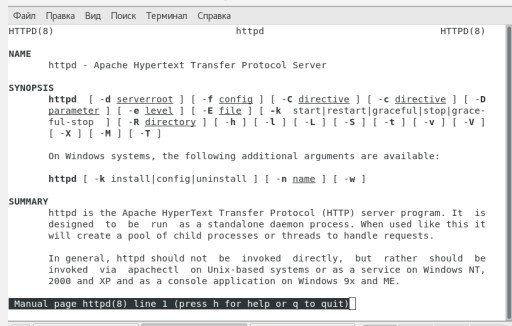 Файл Правка Вид Поиск Терминал Справка
HTTPD(8) httpd HTTPD(8)
NAME
httpd - Apache Hypertext Transfer Protocol Server
SYNOPSIS
httpd [ -d serverroot ] [ -f config ] [ -C directive ] [ -c directive ] [ -D
parameter ] [ -e level ] [ -E file ] [ -k start|restart|graceful|stop|grace-
ful-stop ] [ -R directory ] [ -h ] [ -l ] [ -L ] [ -S ] [ -t ] [ -v ] [ -V ]
[ -X ] [ -M ] [ -T ]
On Windows systems, the following additional arguments are available:
httpd [ -k install|config|uninstall ] [ -n name ] [ -w ]
SUMMARY
httpd is the Apache HyperText Transfer Protocol (HTTP) server program. It is
designed to be run as a standalone daemon process. When used like this it
will create a pool of child processes or threads to handle requests.
In general, httpd should not be invoked directly, but rather should be
invoked via apachectl on Unix-based systems or as a service on Windows NT,
2000 and XP and as a console application on Windows 9x and ME.
Manual page httpd(8) line 1 (press h for help or q to quit)